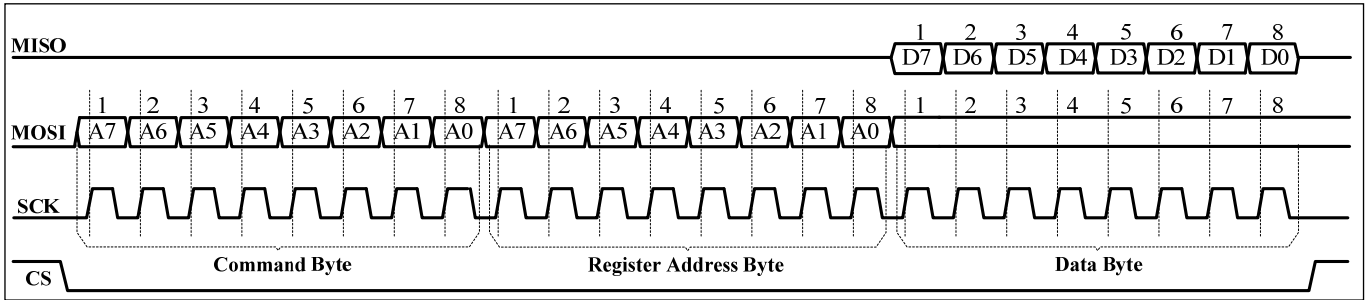 1 2 3 4 5 6 7 8
MISO D7 D6 D5 D4 D3 D2 D1 D0
1 2 3 4 5 6 7 8 1 2 3 4 5 6 7 8 1 2 3 4 5 6 7 8
MOSI A7 A6 A5 A4 A3 A2 A1 A0 A7 A6 A5 A4 A3 A2 A1 A0
SCK
Command Byte Register Address Byte Data Byte
CS